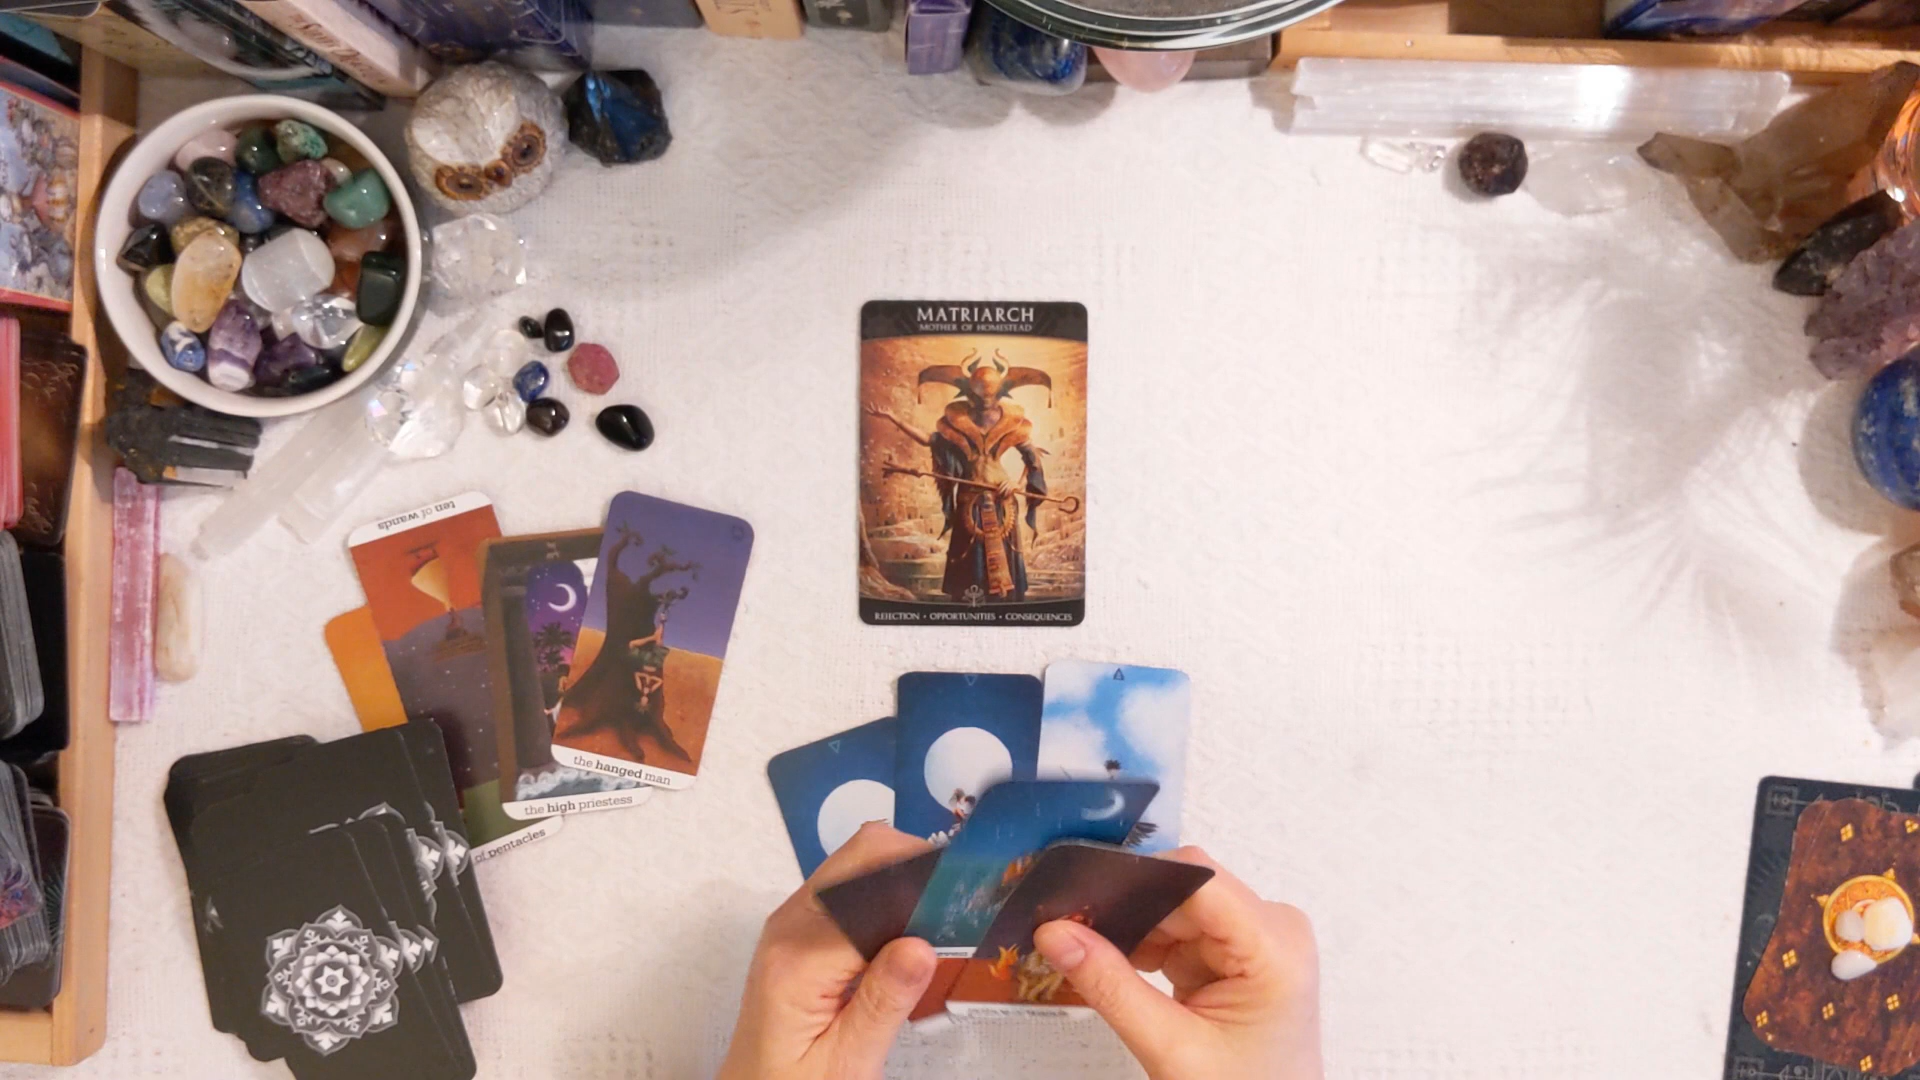 MATRIARCH
MOTHER OF HOMESTEAD
REJECTION • OPPORTUNITIES • CONSEQUENCES
ten of wands
the hanged man
the high priestess
of pentacles